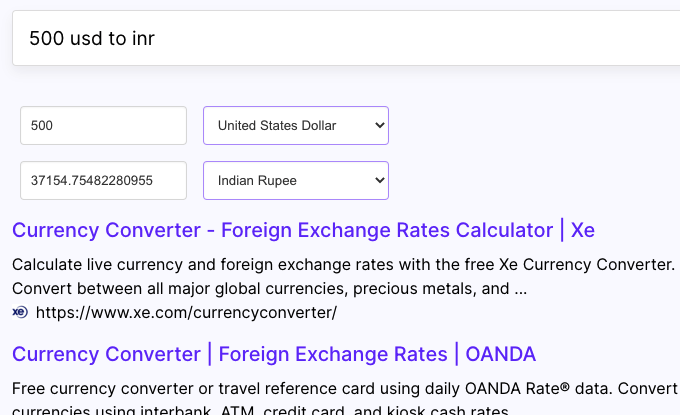 500 usd to inr
500
United States Dollar
37154.75482280955
Indian Rupee
Currency Converter - Foreign Exchange Rates Calculator | Xe
Calculate live currency and foreign exchange rates with the free Xe Currency Converter.
Convert between all major global currencies, precious metals, and ...
xe https://www.xe.com/currencyconverter/
Currency Converter | Foreign Exchange Rates | OANDA
Free currency converter or travel reference card using daily OANDA Rate® data. Convert
currencies using interbank, ATM, credit card, and kiosk cash rates.